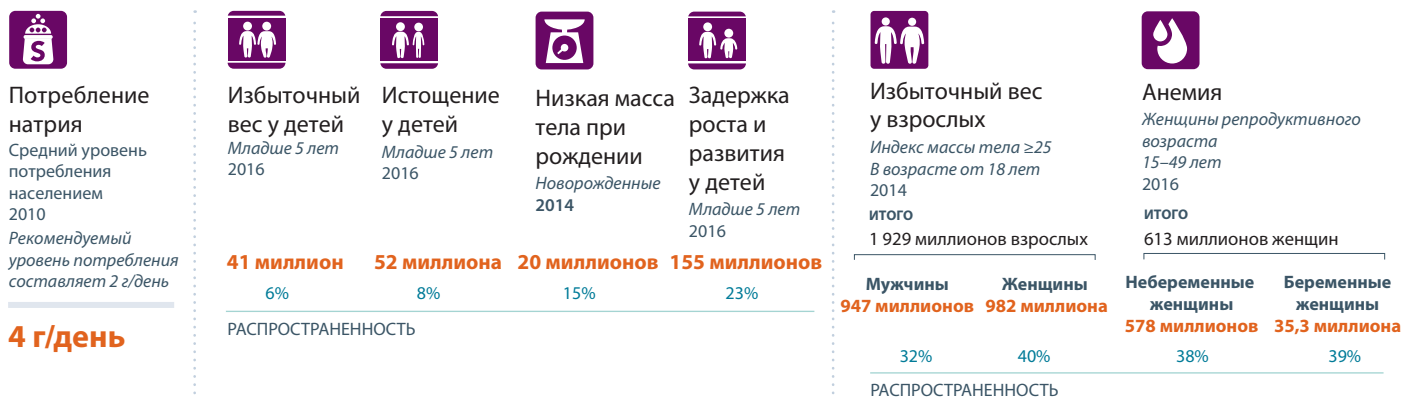 S
Потребление
натрия
Средний уровень
потребления
населением
2010
Рекомендуемый
уровень потребления
составляет 2 г/день
4 г/день
Избыточный
вес у детей
Младше 5 лет
2016
41 миллион
6%
Истощение
у детей
Младше 5 лет
2016
52 миллиона
8%
Низкая масса
тела при
рождении
Новорожденные
2014
20 миллионов
15%
Задержка
роста и
развития
у детей
Младше 5 лет
2016
155 миллионов
23%
РАСПРОСТРАНЕННОСТЬ
Избыточный вес
у взрослых
Индекс массы тела ≥25
В возрасте от 18 лет
2014
итого
1 929 миллионов взрослых
Мужчины
947 миллионов
32%
Женщины
982 миллиона
40%
Анемия
Женщины репродуктивного
возраста
15–49 лет
2016
итого
613 миллионов женщин
Небеременные
женщины
578 миллионов
38%
Беременные
женщины
35,3 миллиона
39%
РАСПРОСТРАНЕННОСТЬ